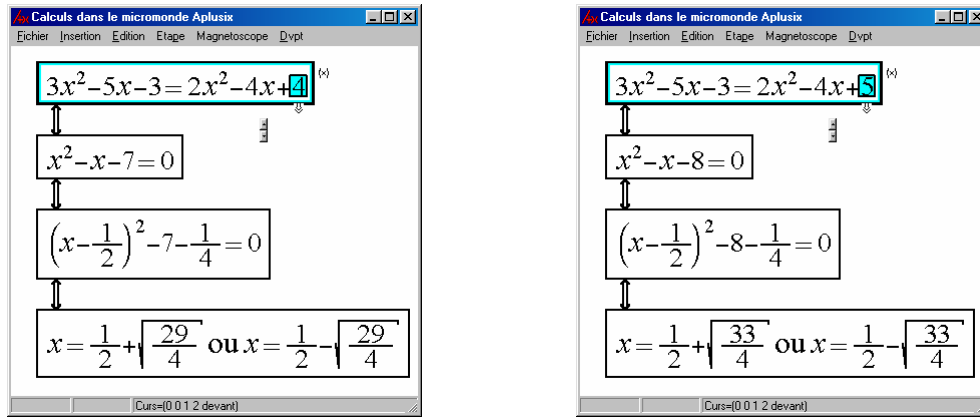 Calculs dans le micromonde Aplusix
Fichier Insertion Edition Etape Magnetoscope Dvpt
3x²−5x−3=2x²−4x+4 (x)
x²−x−7=0
(x−1/2)²−7−1/4=0
x=1/2+√(29/4) ou x=1/2−√(29/4)
Curs=(0 0 1 2 devant)
Calculs dans le micromonde Aplusix
Fichier Insertion Edition Etape Magnetoscope Dvpt
3x²−5x−3=2x²−4x+5 (x)
x²−x−8=0
(x−1/2)²−8−1/4=0
x=1/2+√(33/4) ou x=1/2−√(33/4)
Curs=(0 0 1 2 devant)